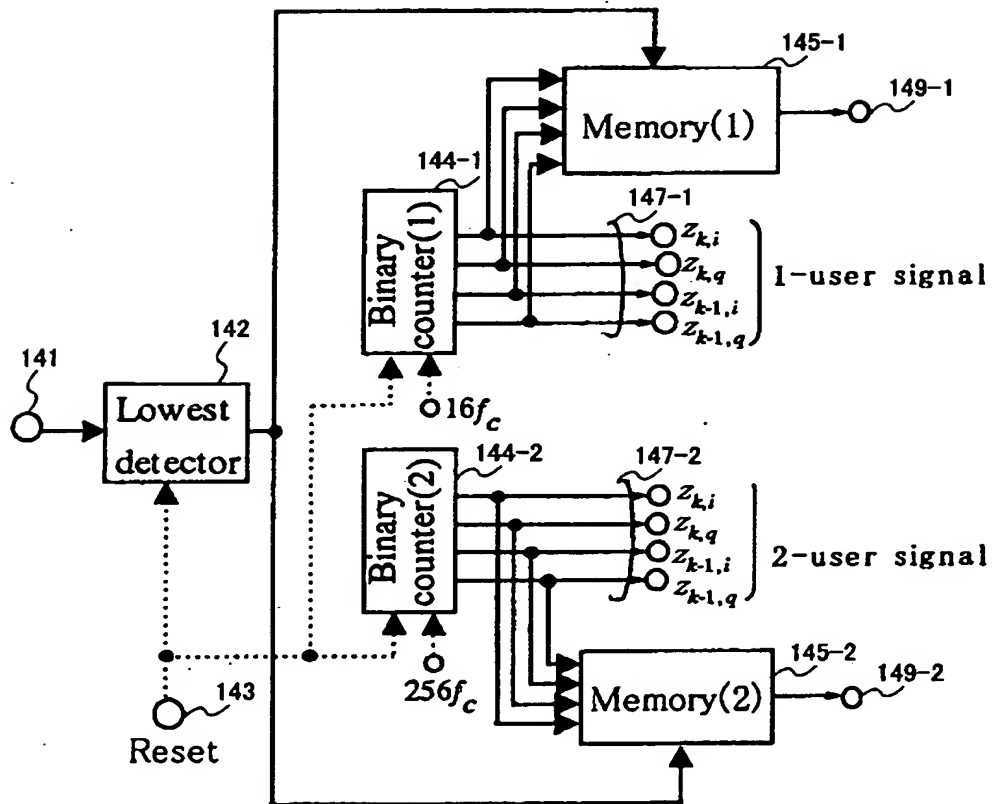 145-1
149-1
Memory(1)
144-1
147-1
Binary
counter(1)
z_{k,i}
z_{k,q}
z_{k-1,i}
z_{k-1,q}
1-user signal
142
141
Lowest
detector
16f_c
144-2
147-2
Binary
counter(2)
z_{k,i}
z_{k,q}
z_{k-1,i}
z_{k-1,q}
2-user signal
145-2
149-2
Memory(2)
256f_c
143
Reset